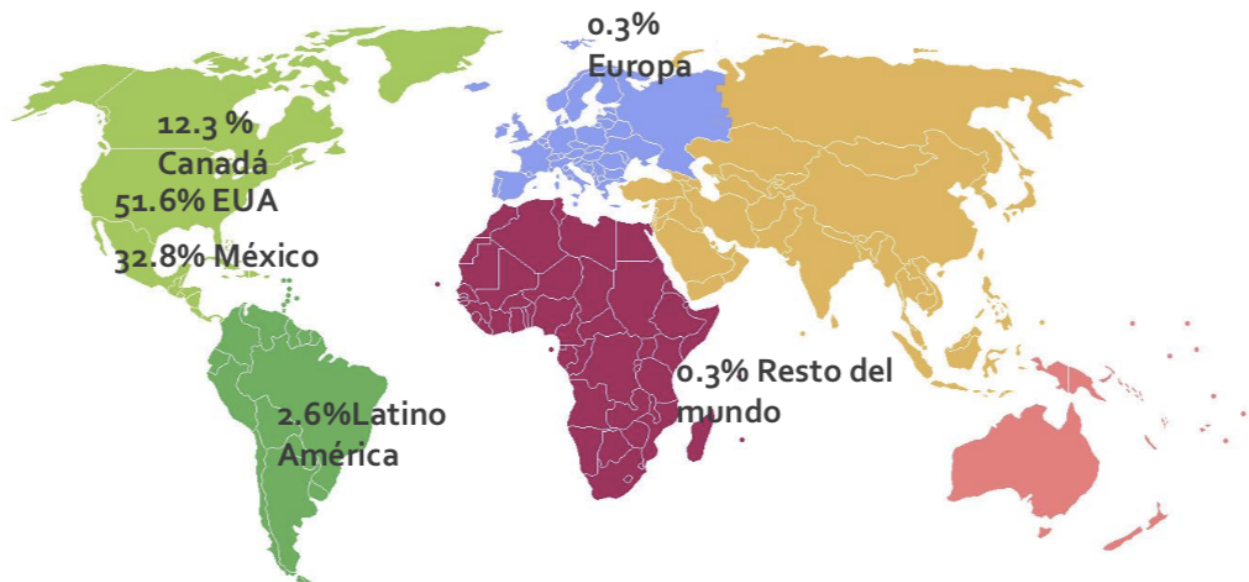 0.3%
Europa
12.3 %
Canadá
51.6% EUA
32.8% México
0.3% Resto del
mundo
2.6%Latino
América